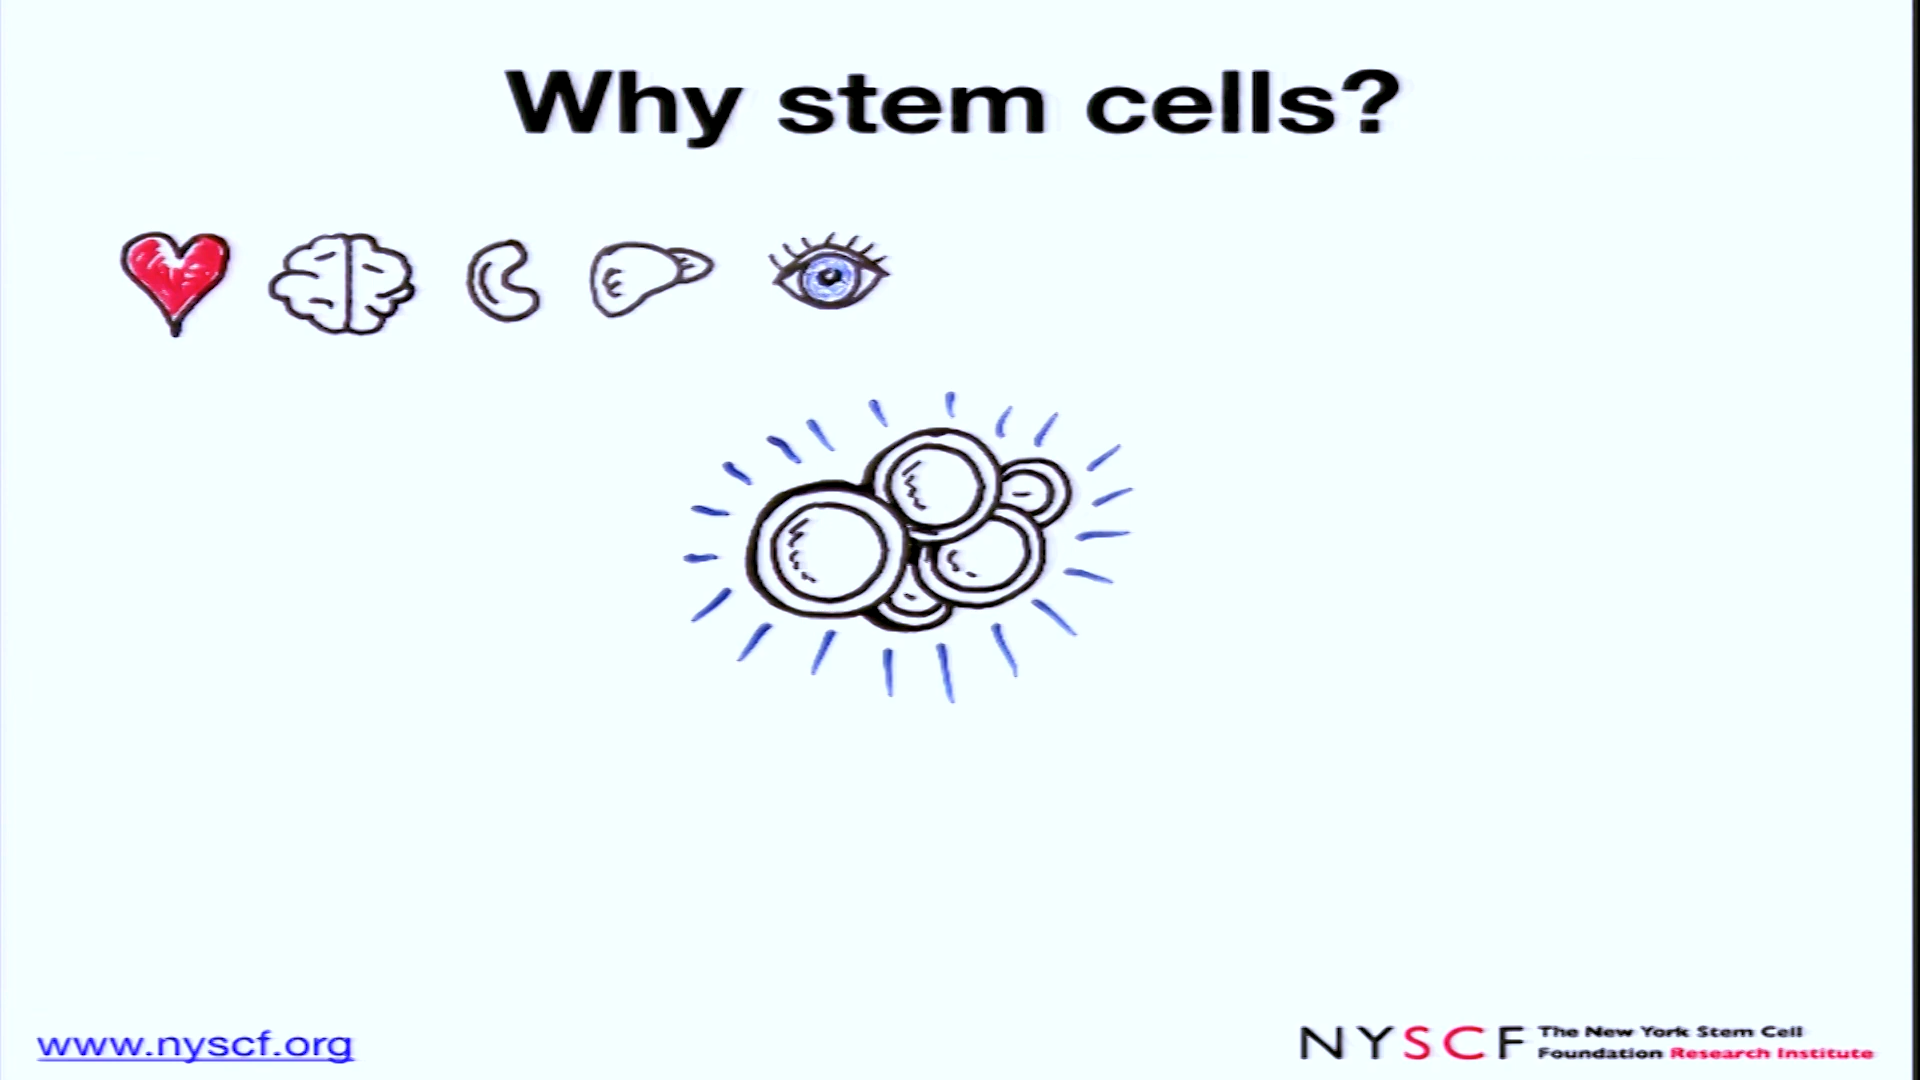 Why stem cells?
www.nyscf.org
NYSCF
The New York Stem Cell
Foundation Research Institute